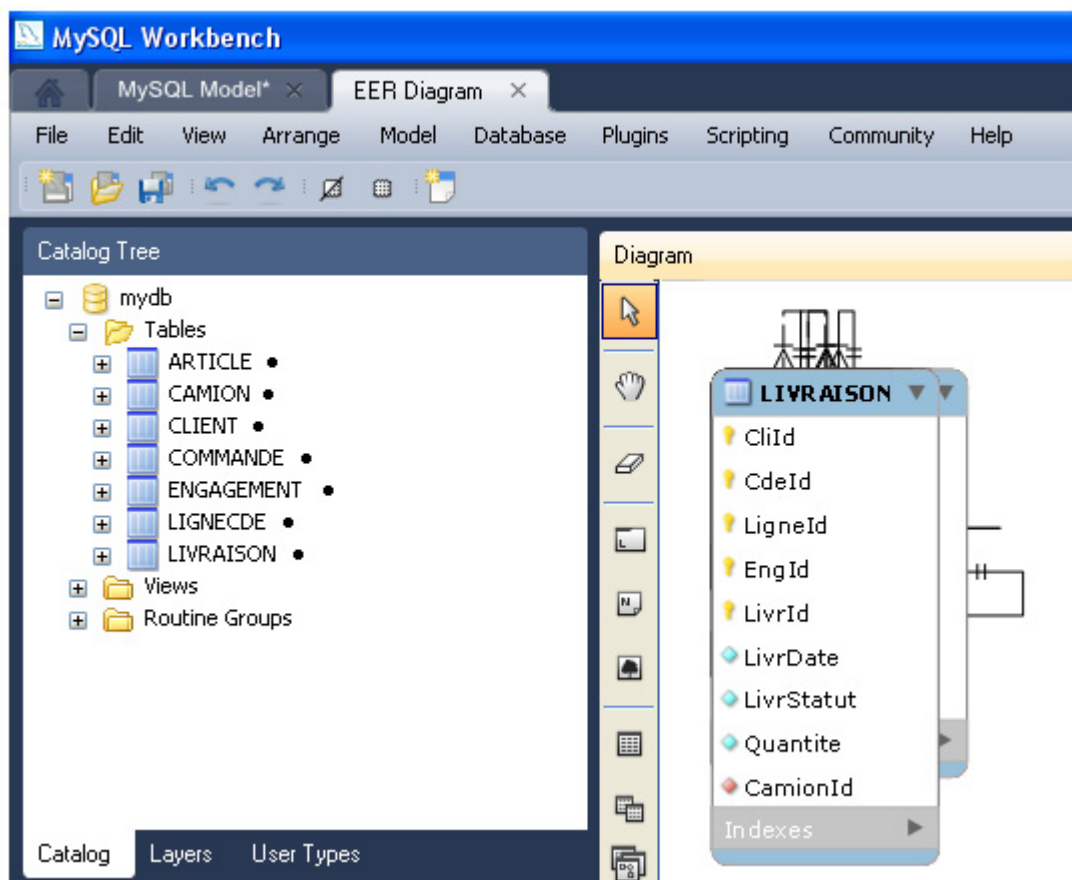 MySQL Workbench
MySQL Model* × EER Diagram ×
File Edit View Arrange Model Database Plugins Scripting Community Help
Catalog Tree
Diagram
mydb
Tables
ARTICLE
CAMION
CLIENT
COMMANDE
ENGAGEMENT
LIGNECDE
LIVRAISON
Views
Routine Groups
LIVRAISON
CliId
CdeId
LigneId
EngId
LivrId
LivrDate
LivrStatut
Quantite
CamionId
Indexes
Catalog Layers User Types